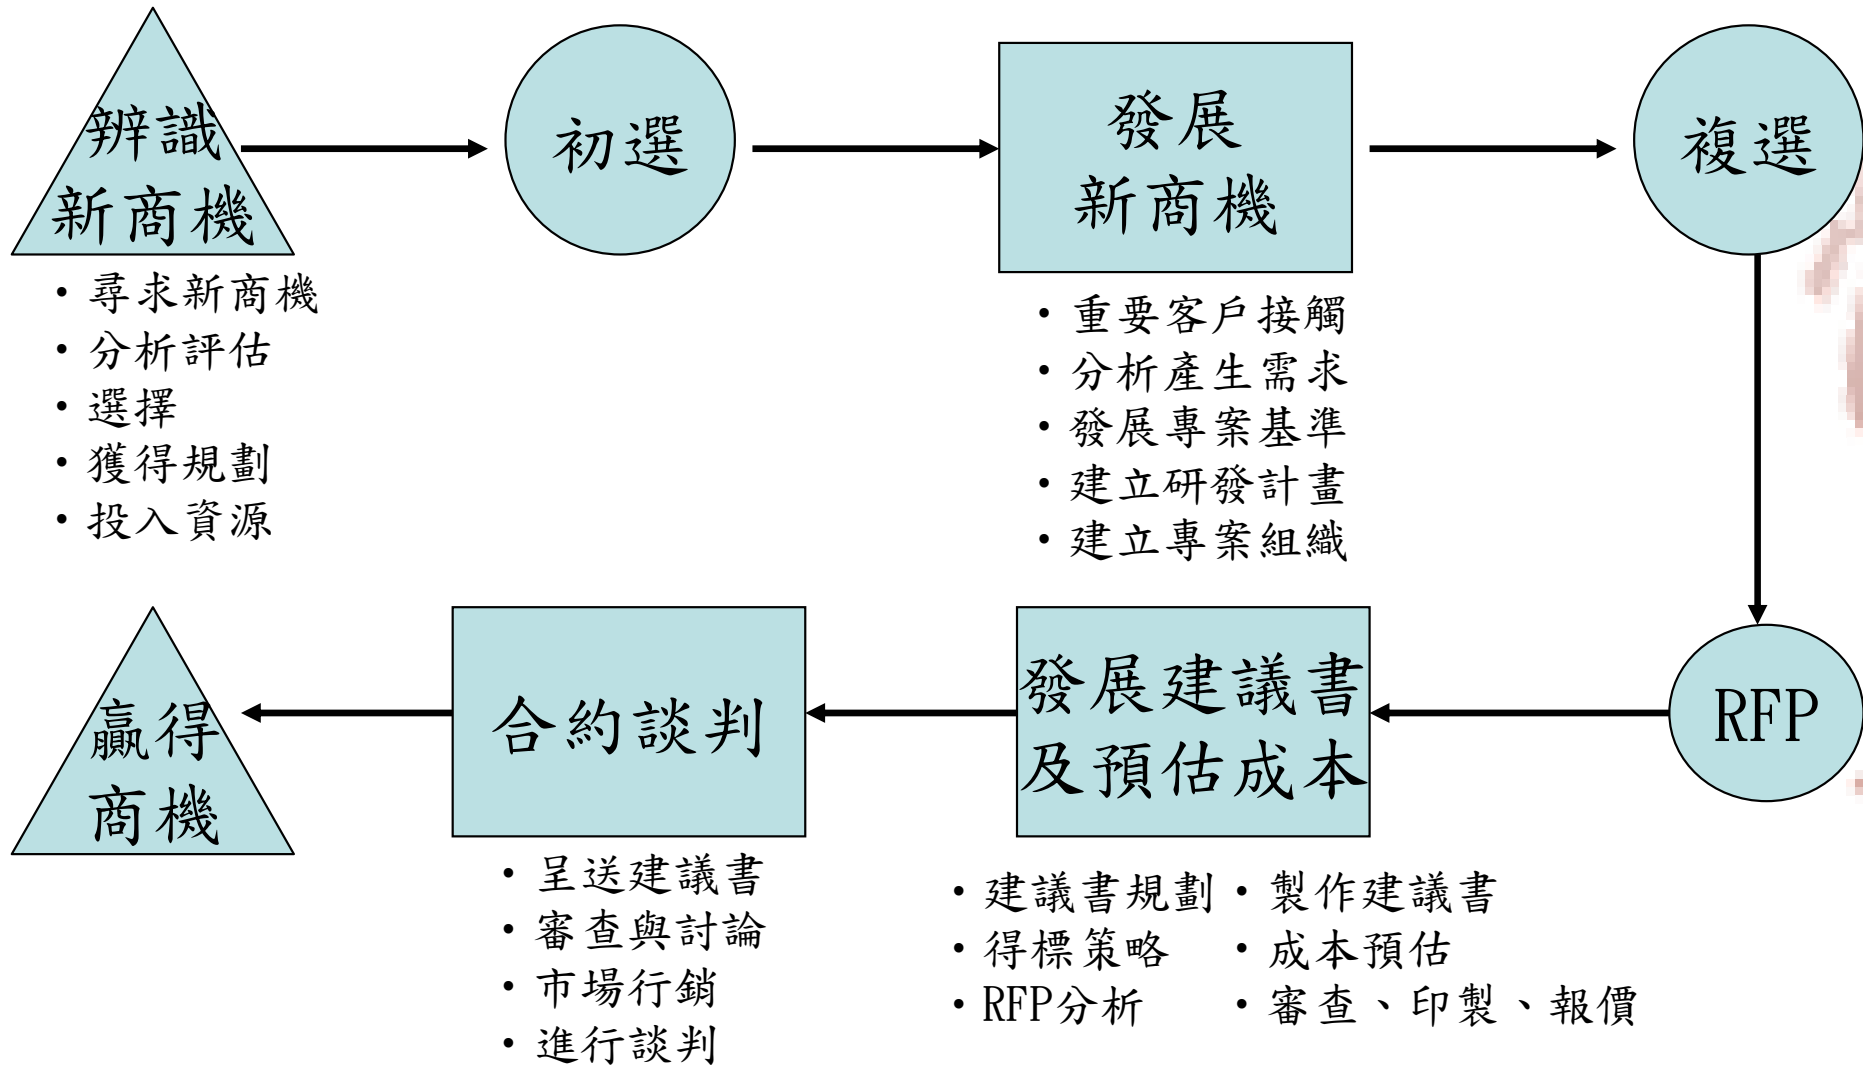 辨識
新商機
初選
發展
新商機
複選
・尋求新商機
・分析評估
・選擇
・獲得規劃
・投入資源
・重要客戶接觸
・分析產生需求
・發展專案基準
・建立研發計畫
・建立專案組織
贏得
商機
合約談判
發展建議書
及預估成本
RFP
・呈送建議書
・審查與討論
・市場行銷
・進行談判
・建議書規劃
・得標策略
・RFP分析
・製作建議書
・成本預估
・審查、印製、報價